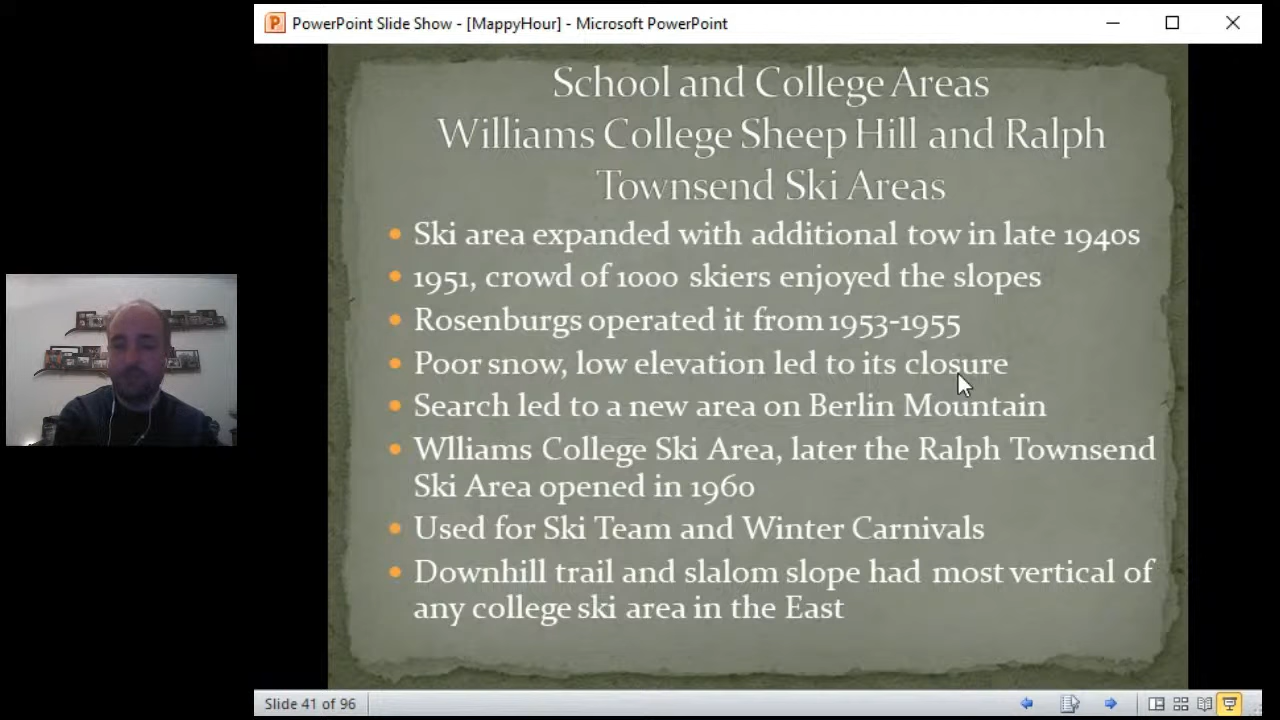 PowerPoint Slide Show - [MappyHour] - Microsoft PowerPoint
School and College Areas
Williams College Sheep Hill and Ralph
Townsend Ski Areas
Ski area expanded with additional tow in late 1940s
1951, crowd of 1000 skiers enjoyed the slopes
Rosenburgs operated it from 1953-1955
Poor snow, low elevation led to its closure
Search led to a new area on Berlin Mountain
Wlliams College Ski Area, later the Ralph Townsend
Ski Area opened in 1960
Used for Ski Team and Winter Carnivals
Downhill trail and slalom slope had most vertical of
any college ski area in the East
Slide 41 of 96